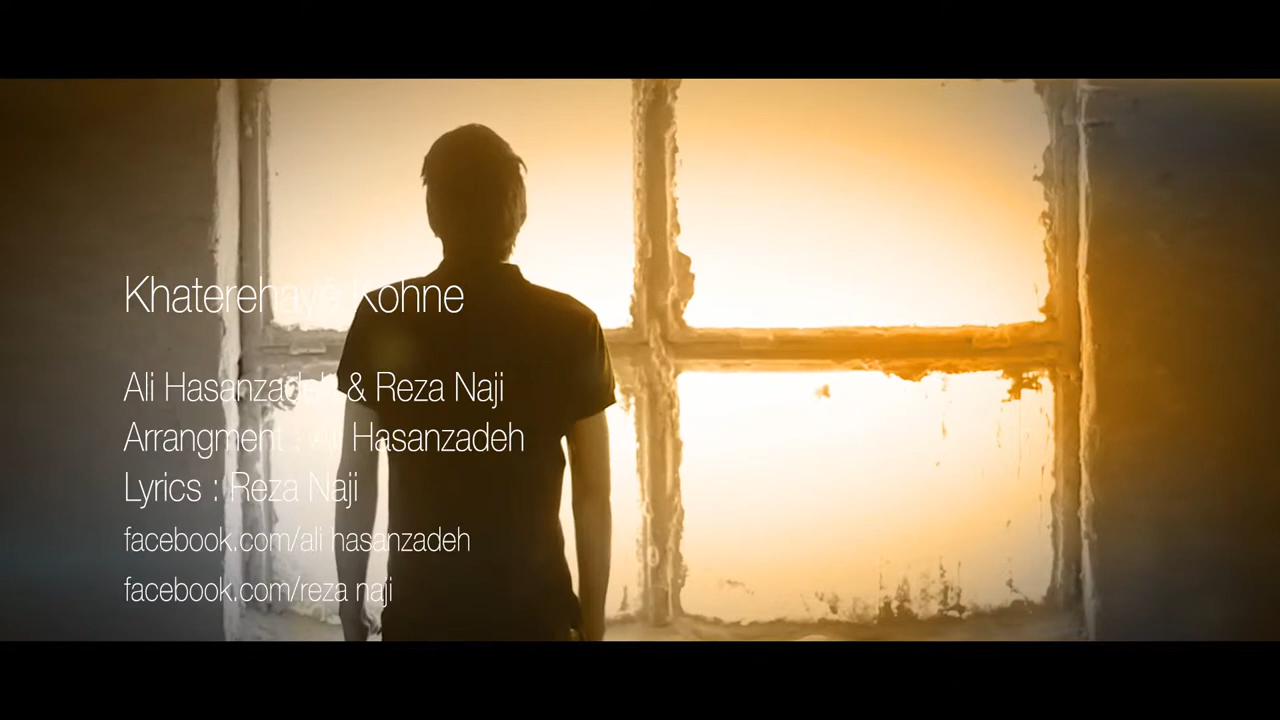 Khaterehaye Kohne
Ali Hasanzadeh & Reza Naji
Arrangment : Ali Hasanzadeh
Lyrics : Reza Naji
facebook.com/ali hasanzadeh
facebook.com/reza naji